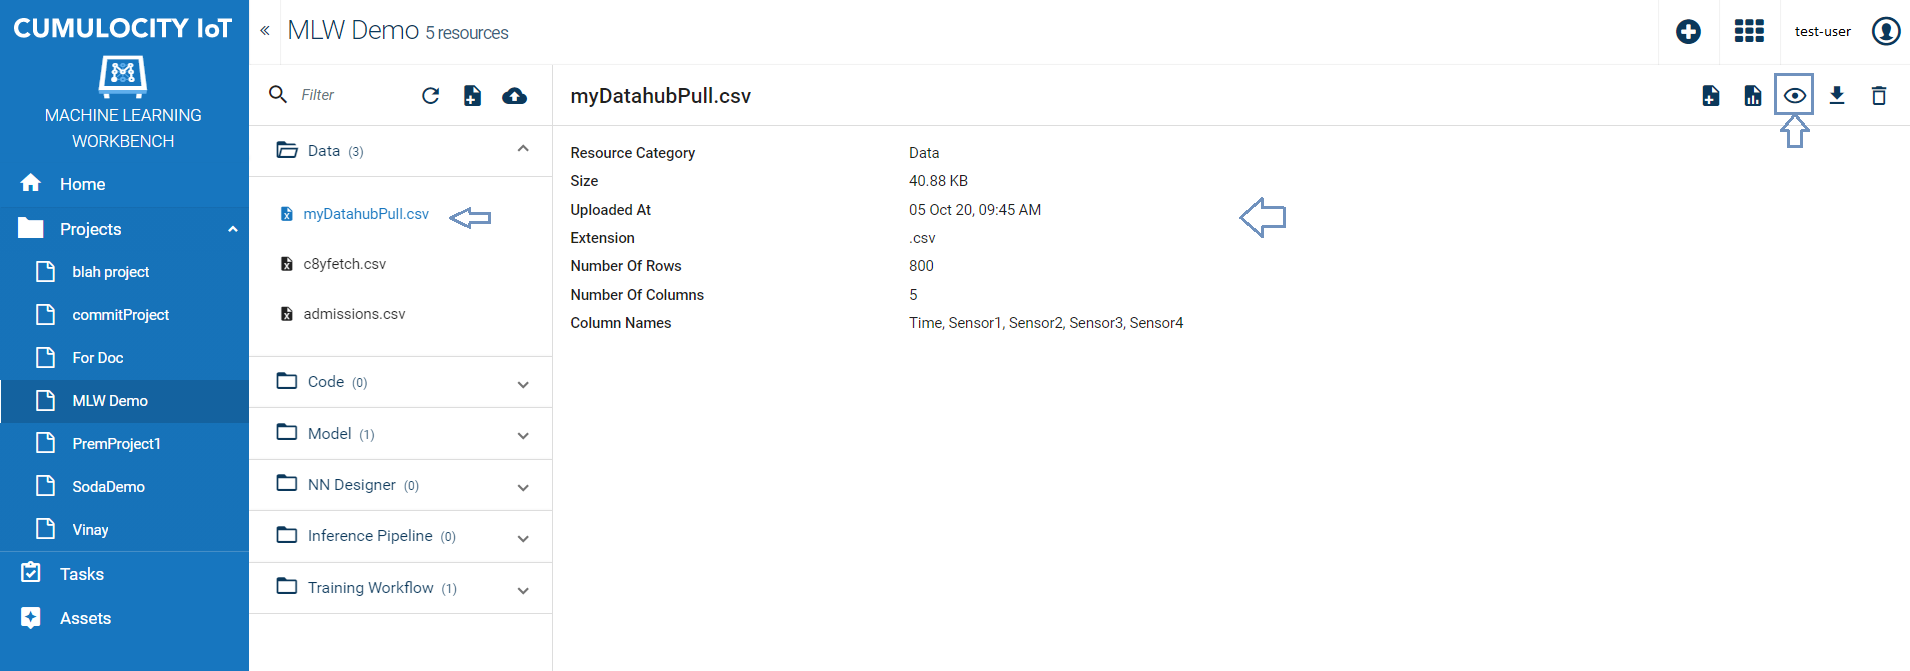 CUMULOCITY IoT
MACHINE LEARNING
WORKBENCH
Home
Projects
blah project
commitProject
For Doc
MLW Demo
PremProject1
SodaDemo
Vinay
Tasks
Assets
« MLW Demo 5 resources
test-user
Filter
Data (3)
myDatahubPull.csv
c8yfetch.csv
admissions.csv
Code (0)
Model (1)
NN Designer (0)
Inference Pipeline (0)
Training Workflow (1)
myDatahubPull.csv
Resource Category Data
Size 40.88 KB
Uploaded At 05 Oct 20, 09:45 AM
Extension .csv
Number Of Rows 800
Number Of Columns 5
Column Names Time, Sensor1, Sensor2, Sensor3, Sensor4